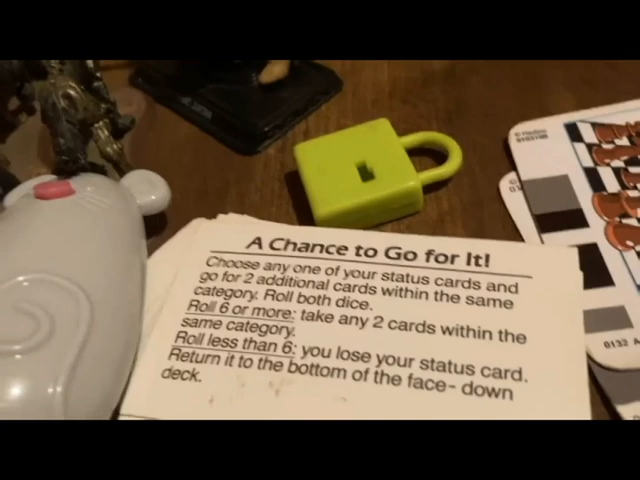 A Chance to Go for It!
Choose any one of your status cards and
go for 2 additional cards within the same
category. Roll both dice.
Roll 6 or more: take any 2 cards within the
same category.
Roll less than 6: you lose your status card.
Return it to the bottom of the face-down
deck.
0132 A